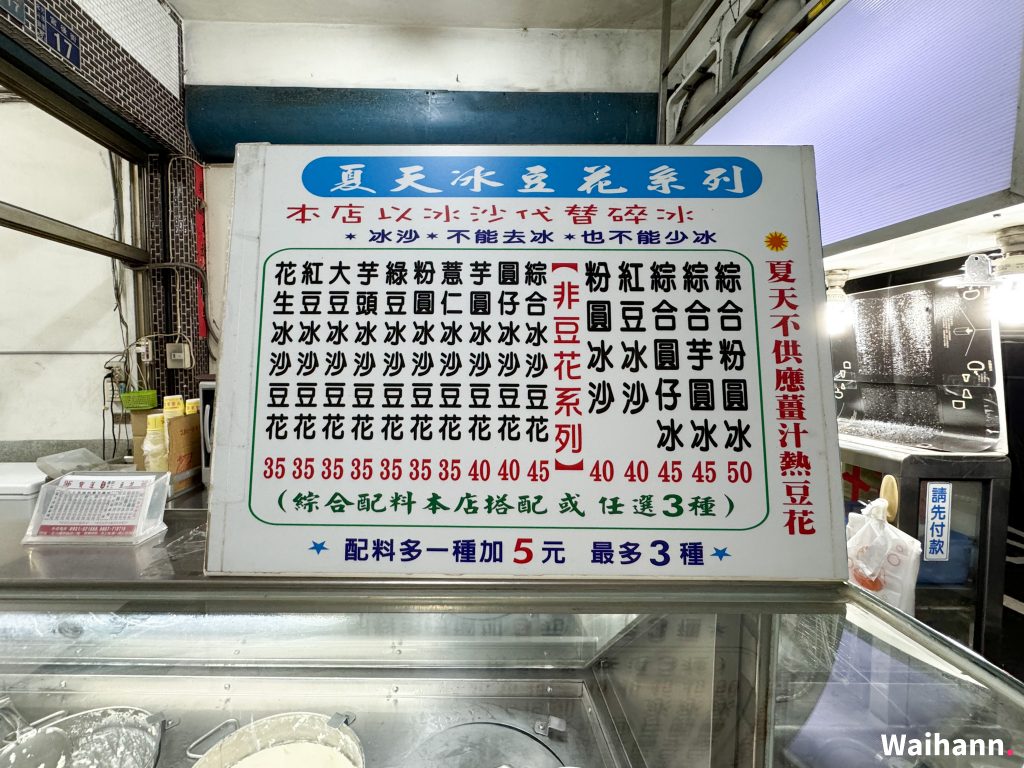 17
夏天冰豆花系列
本店以冰沙代替碎冰
*冰沙*不能去冰*也不能少冰
花生冰沙豆花 35
紅豆冰沙豆花 35
大豆冰沙豆花 35
芋頭冰沙豆花 35
綠豆冰沙豆花 35
粉圓冰沙豆花 35
薏仁冰沙豆花 35
芋圓冰沙豆花 40
圓仔冰沙豆花 40
綜合冰沙豆花 45
【非豆花系列】
粉圓冰沙 40
紅豆冰沙 40
綜合圓仔冰 45
綜合芋圓冰 45
綜合粉圓冰 50
(綜合配料本店搭配或任選3種)
配料多一種加5元 最多3種
夏天不供應薑汁熱豆花
請先付款
Waihann.